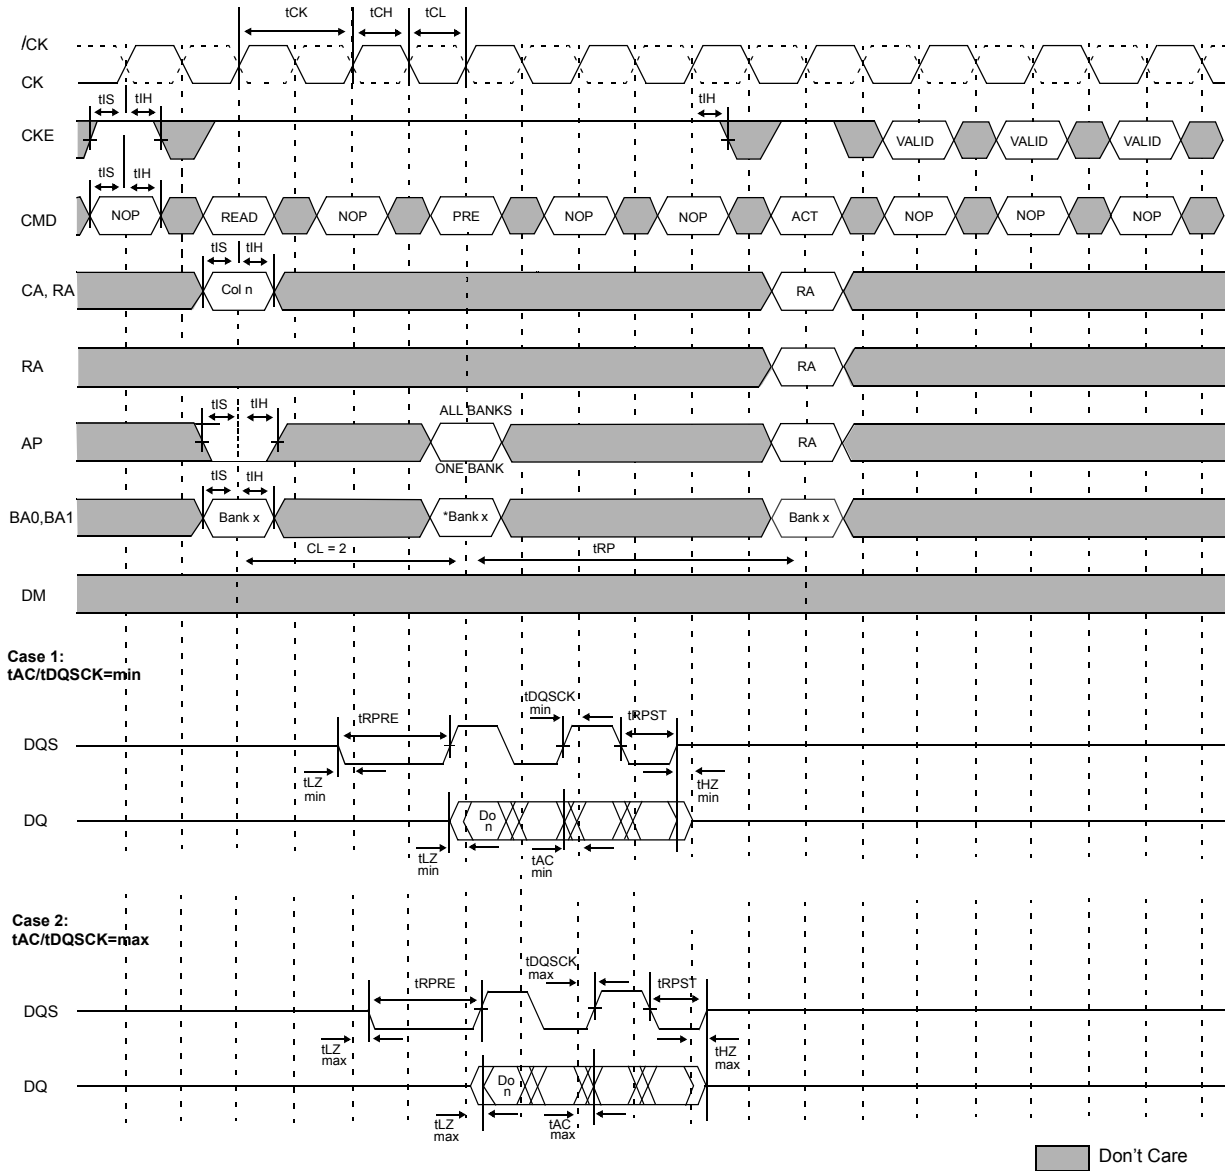 tCK tCH tCL
/CK
CK
tIS tIH tIH
CKE VALID VALID VALID
tIS tIH
CMD NOP READ NOP PRE NOP NOP ACT NOP NOP NOP
tIS tIH
CA, RA Col n RA
RA RA
tIS tIH ALL BANKS
AP RA
ONE BANK
tIS tIH
BA0,BA1 Bank x *Bank x Bank x
CL = 2 tRP
DM
Case 1:
tAC/tDQSCK=min
tDQSCK
min
tRPRE tRPST
DQS
tLZ
min
tHZ
min
DQ Do
n
tLZ
min
tAC
min
Case 2:
tAC/tDQSCK=max
tDQSCK
max
tRPRE tRPST
DQS
tLZ
max
tHZ
max
DQ Do
n
tLZ
max
tAC
max
Don't Care